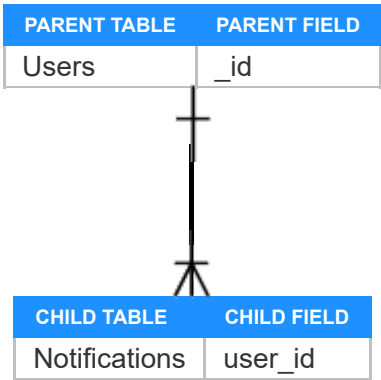 PARENT TABLE PARENT FIELD
Users _id
CHILD TABLE CHILD FIELD
Notifications user_id